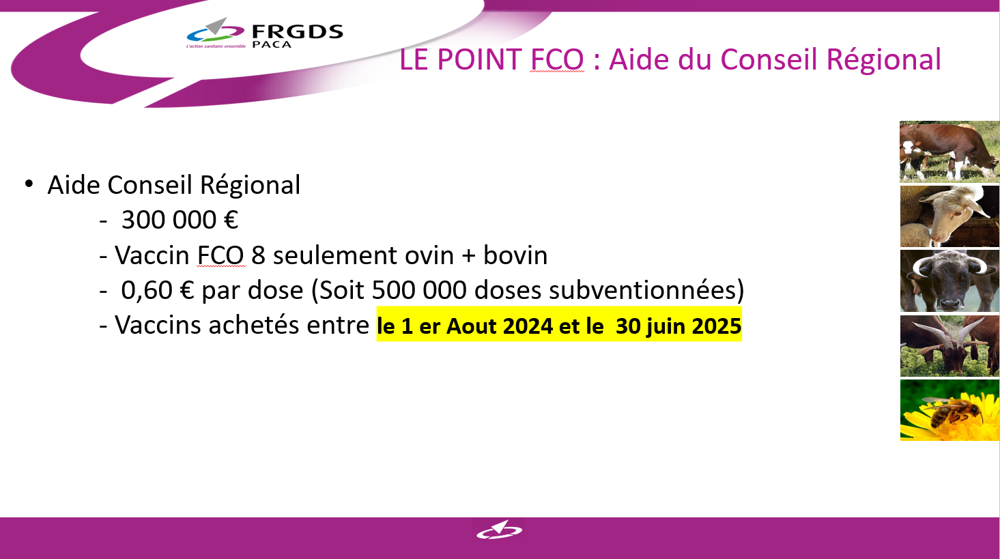 FRGDS
PACA
L'action sanitaire ensemble
LE POINT FCO : Aide du Conseil Régional
• Aide Conseil Régional
- 300 000 €
- Vaccin FCO 8 seulement ovin + bovin
- 0,60 € par dose (Soit 500 000 doses subventionnées)
- Vaccins achetés entre le 1 er Aout 2024 et le 30 juin 2025